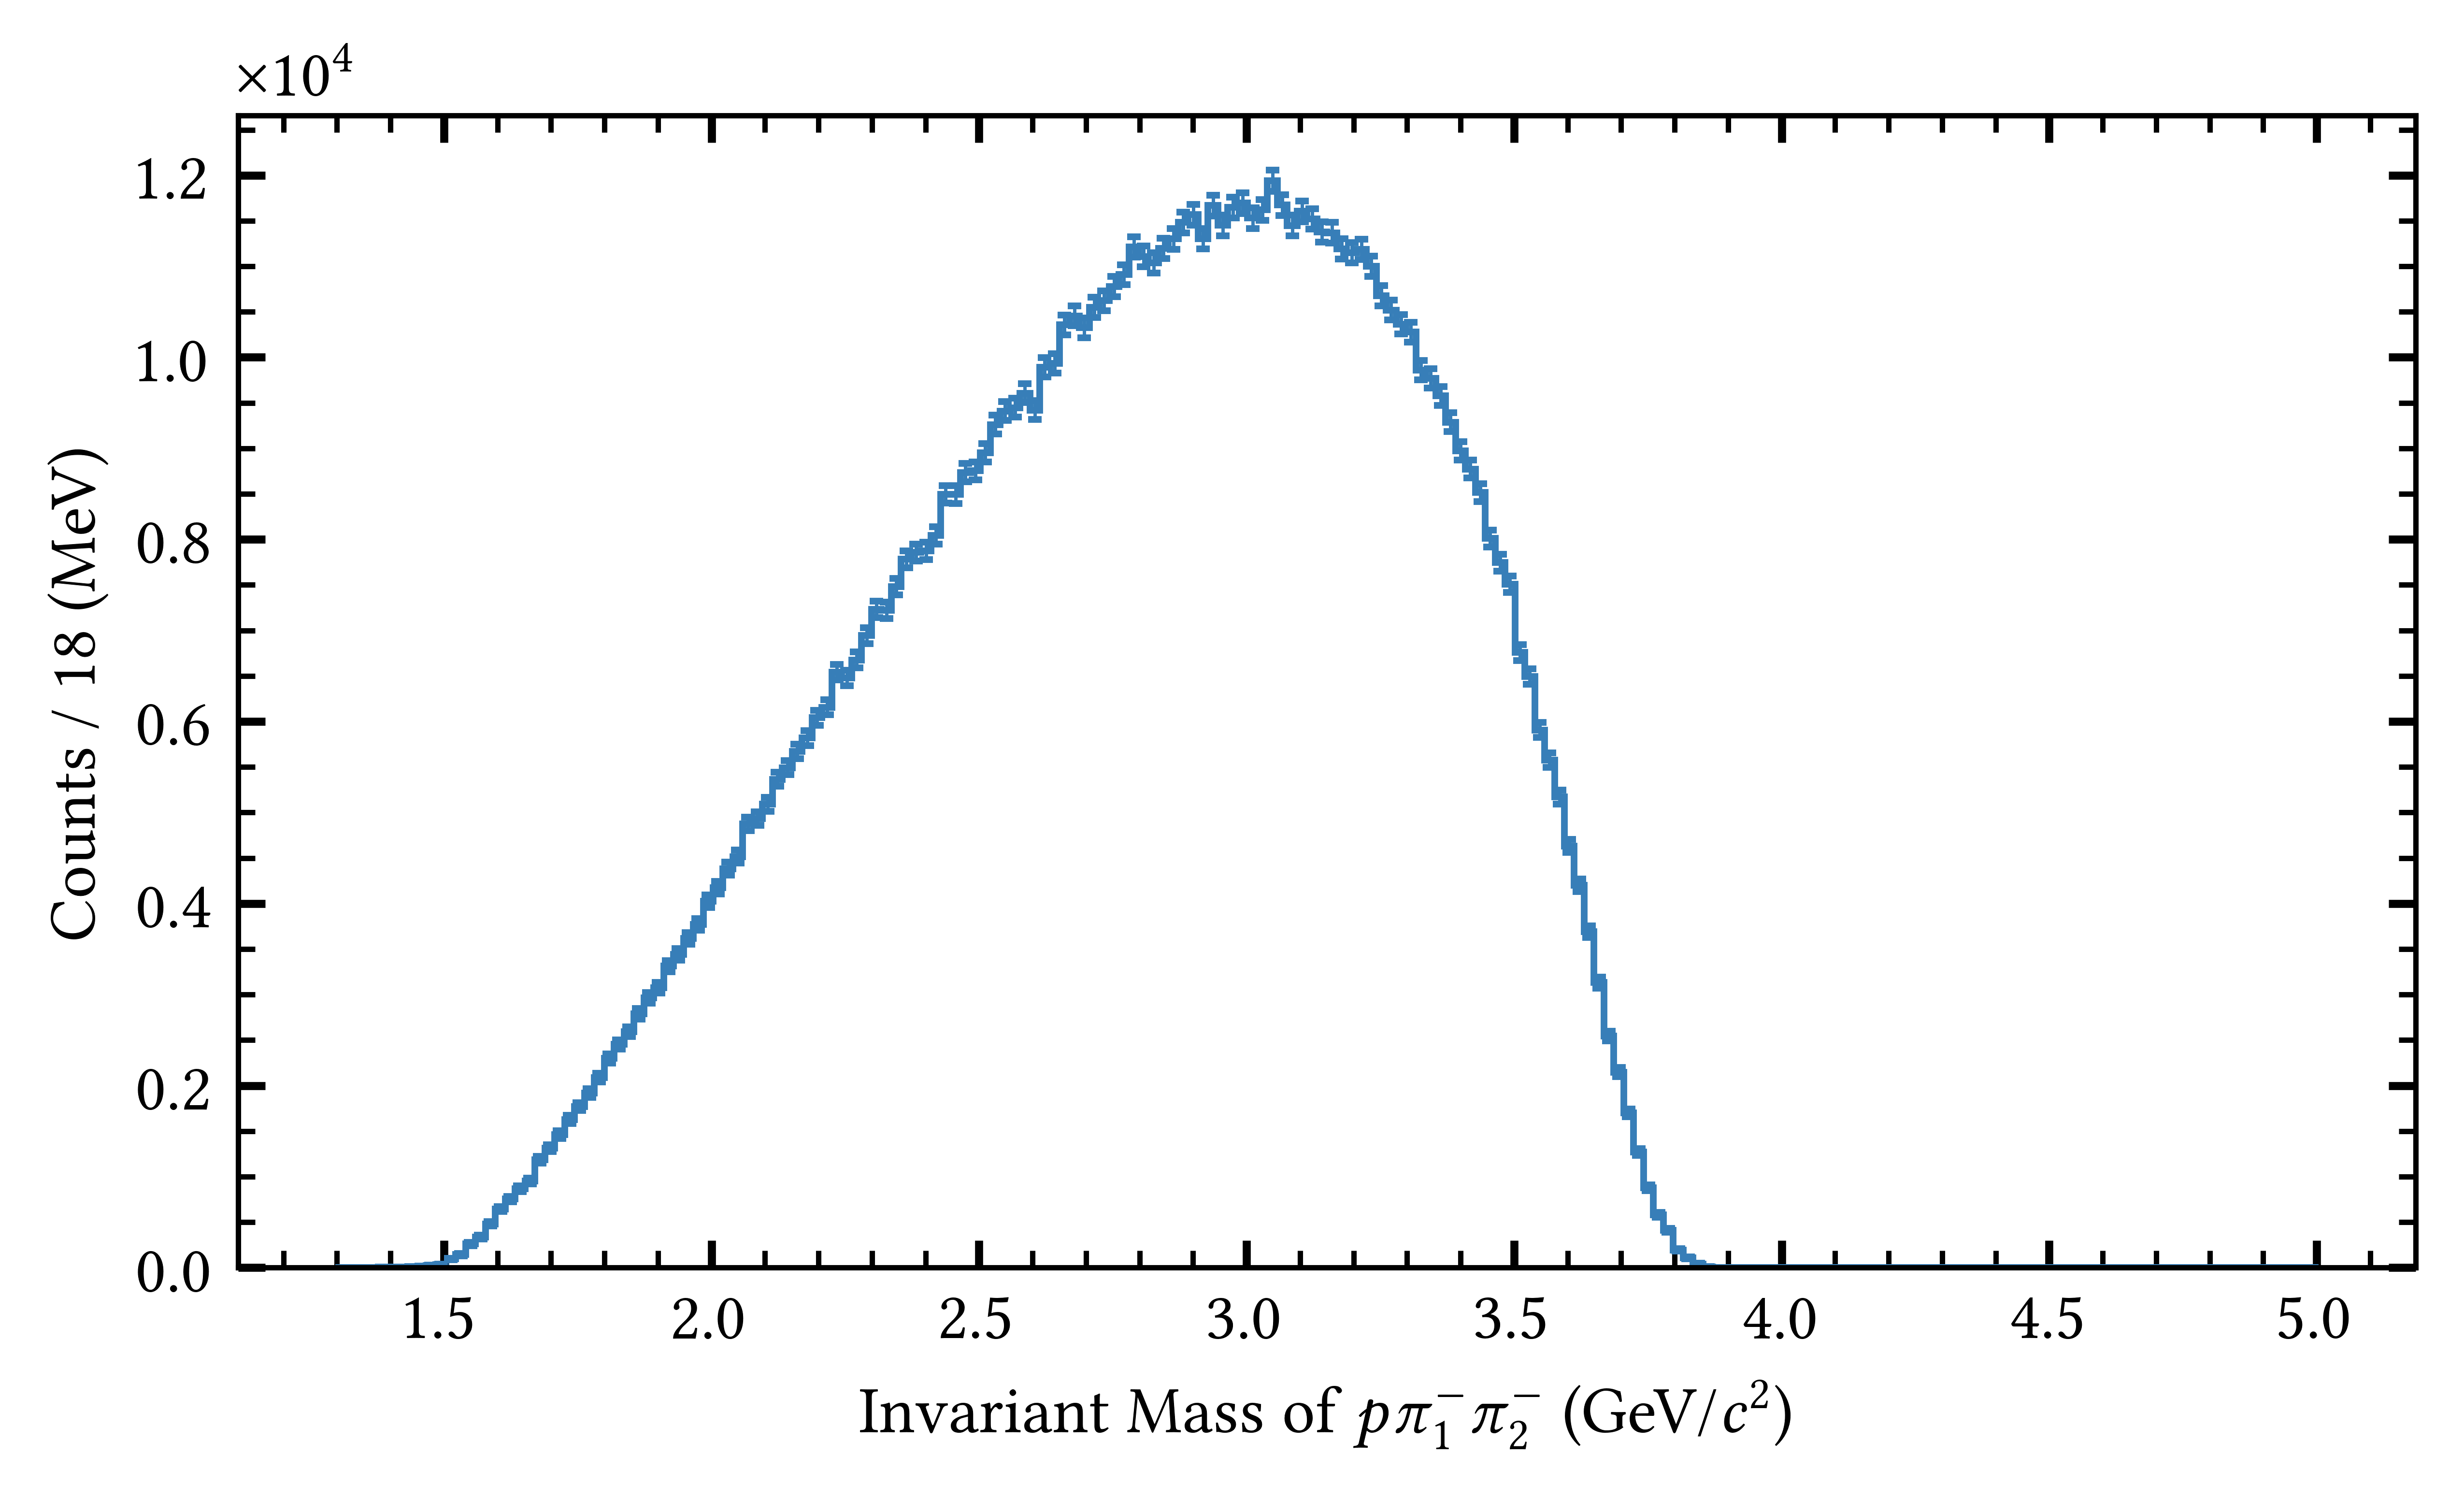 ×10⁴
1.2
1.0
0.8
0.6
0.4
0.2
0.0
Counts / 18 (MeV)
1.5 2.0 2.5 3.0 3.5 4.0 4.5 5.0
Invariant Mass of pπ₁⁻π₂⁻ (GeV/c²)